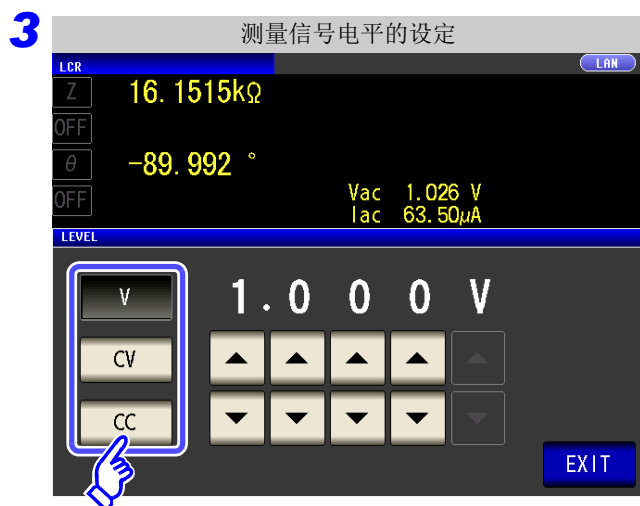 3
测量信号电平的设定
LCR
LAN
Z 16.1515kΩ
OFF
θ -89.992 °
OFF
Vac 1.026 V
Iac 63.50μA
LEVEL
V
1.000 V
CV
CC
EXIT